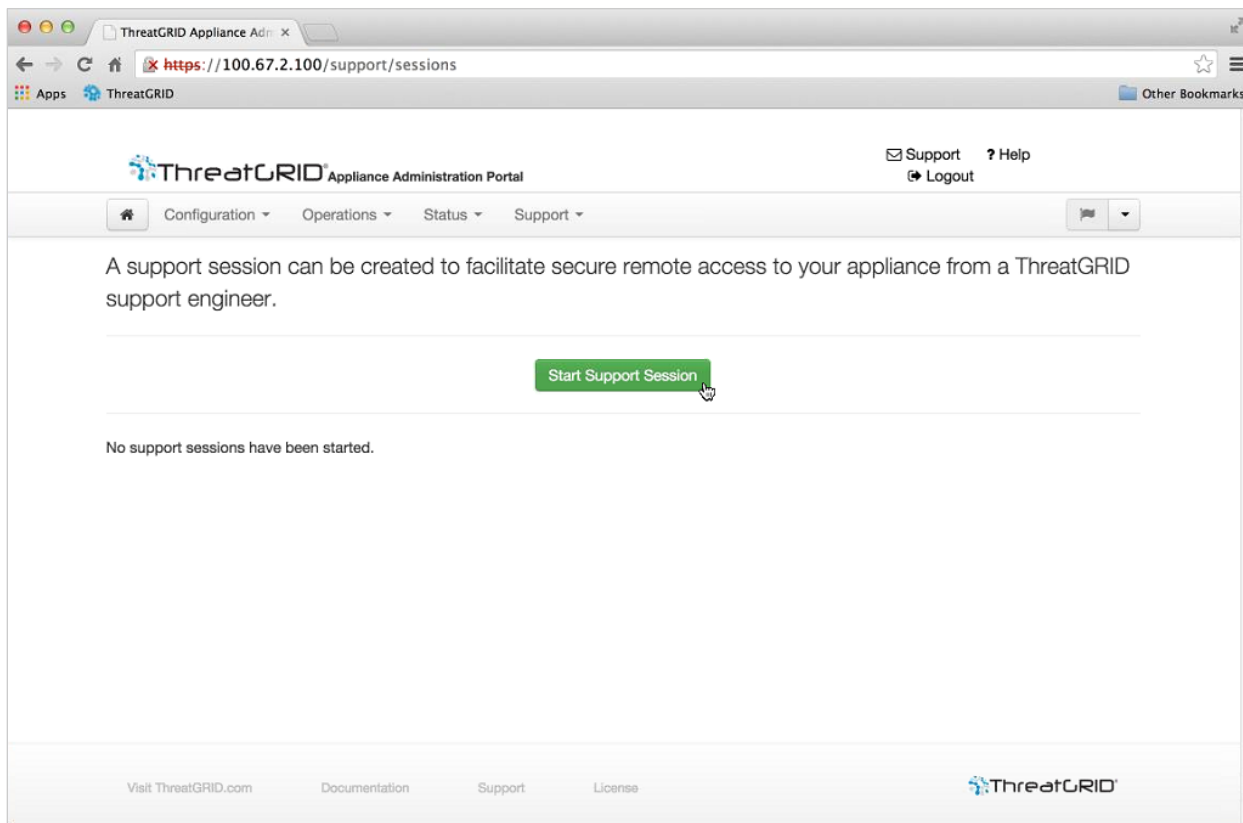 ThreatGRID Appliance Adm
https://100.67.2.100/support/sessions
Apps ThreatGRID Other Bookmarks
Support ? Help
ThreatGRID® Appliance Administration Portal
Logout
Configuration Operations Status Support
A support session can be created to facilitate secure remote access to your appliance from a ThreatGRID
support engineer.
Start Support Session
No support sessions have been started.
Visit ThreatGRID.com Documentation Support License ThreatGRID®